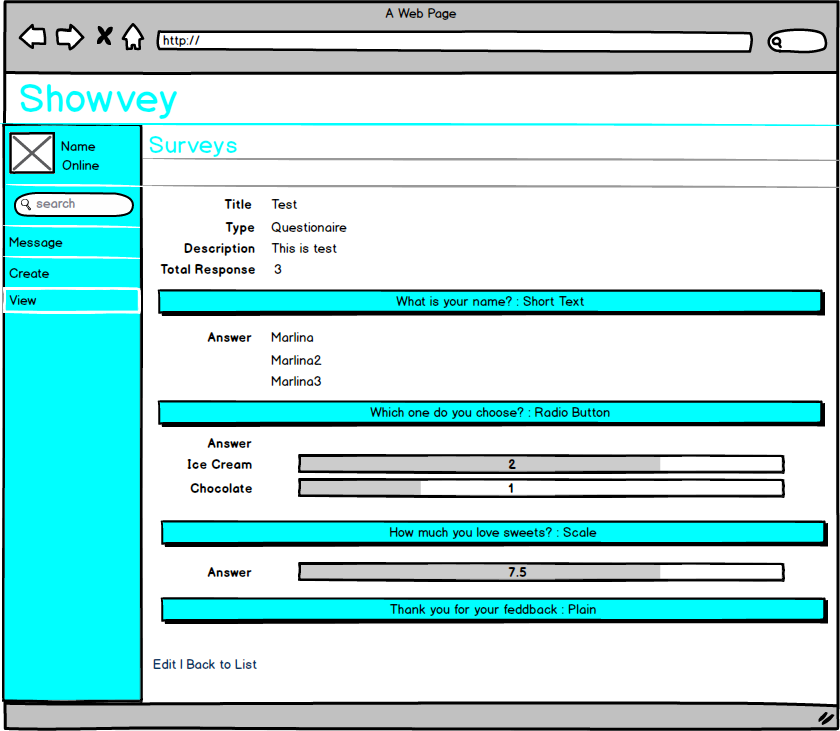 A Web Page
http://
Showvey
Name
Online
search
Message
Create
View
Surveys
Title Test
Type Questionaire
Description This is test
Total Response 3
What is your name? : Short Text
Answer Marlina
Marlina2
Marlina3
Which one do you choose? : Radio Button
Answer
Ice Cream 2
Chocolate 1
How much you love sweets? : Scale
Answer 7.5
Thank you for your feddback : Plain
Edit | Back to List